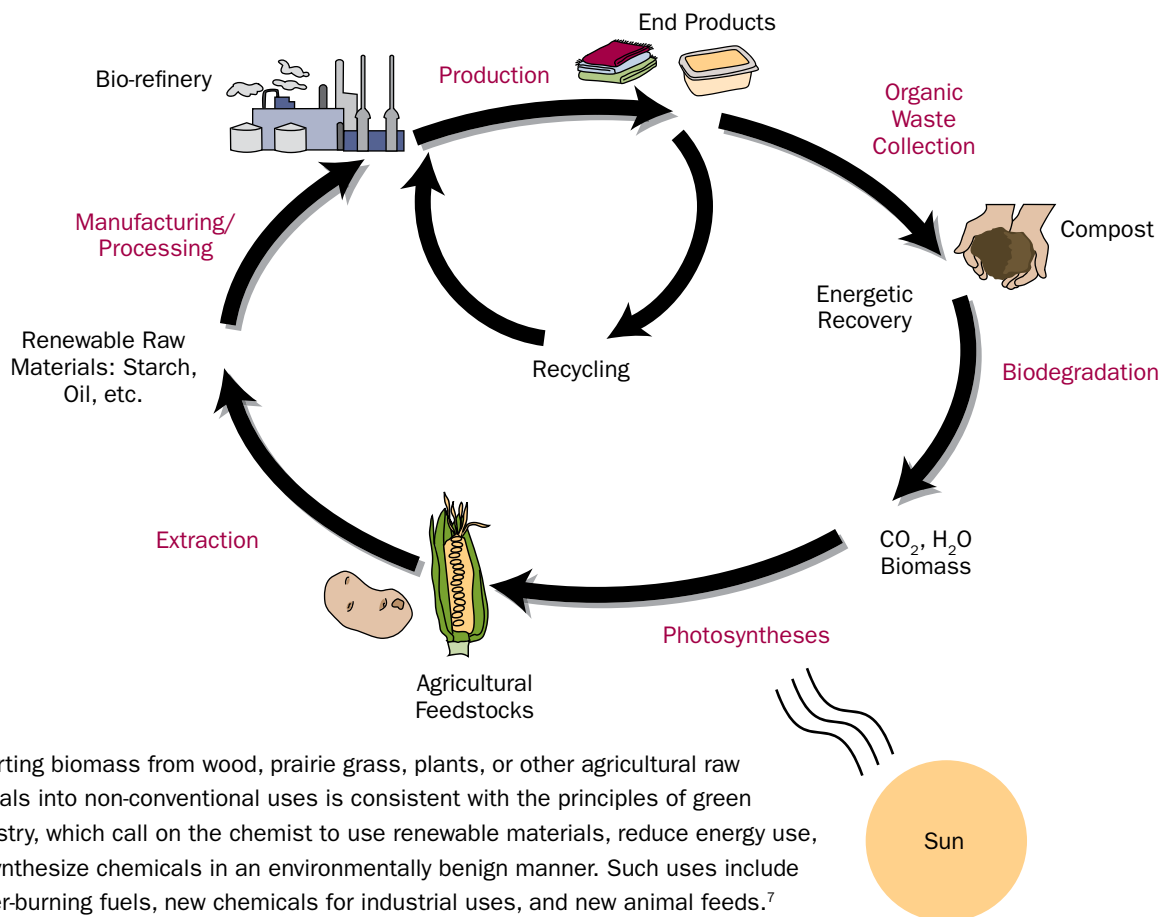 End Products
Bio-refinery
Production
Organic
Waste
Collection
Manufacturing/
Processing
Compost
Energetic
Recovery
Renewable Raw
Materials: Starch,
Oil, etc.
Recycling
Biodegradation
Extraction
CO₂, H₂O
Biomass
Photosyntheses
Agricultural
Feedstocks
rting biomass from wood, prairie grass, plants, or other agricultural raw
als into non-conventional uses is consistent with the principles of green
stry, which call on the chemist to use renewable materials, reduce energy use,
ynthesize chemicals in an environmentally benign manner. Such uses include
er-burning fuels, new chemicals for industrial uses, and new animal feeds.⁷
Sun